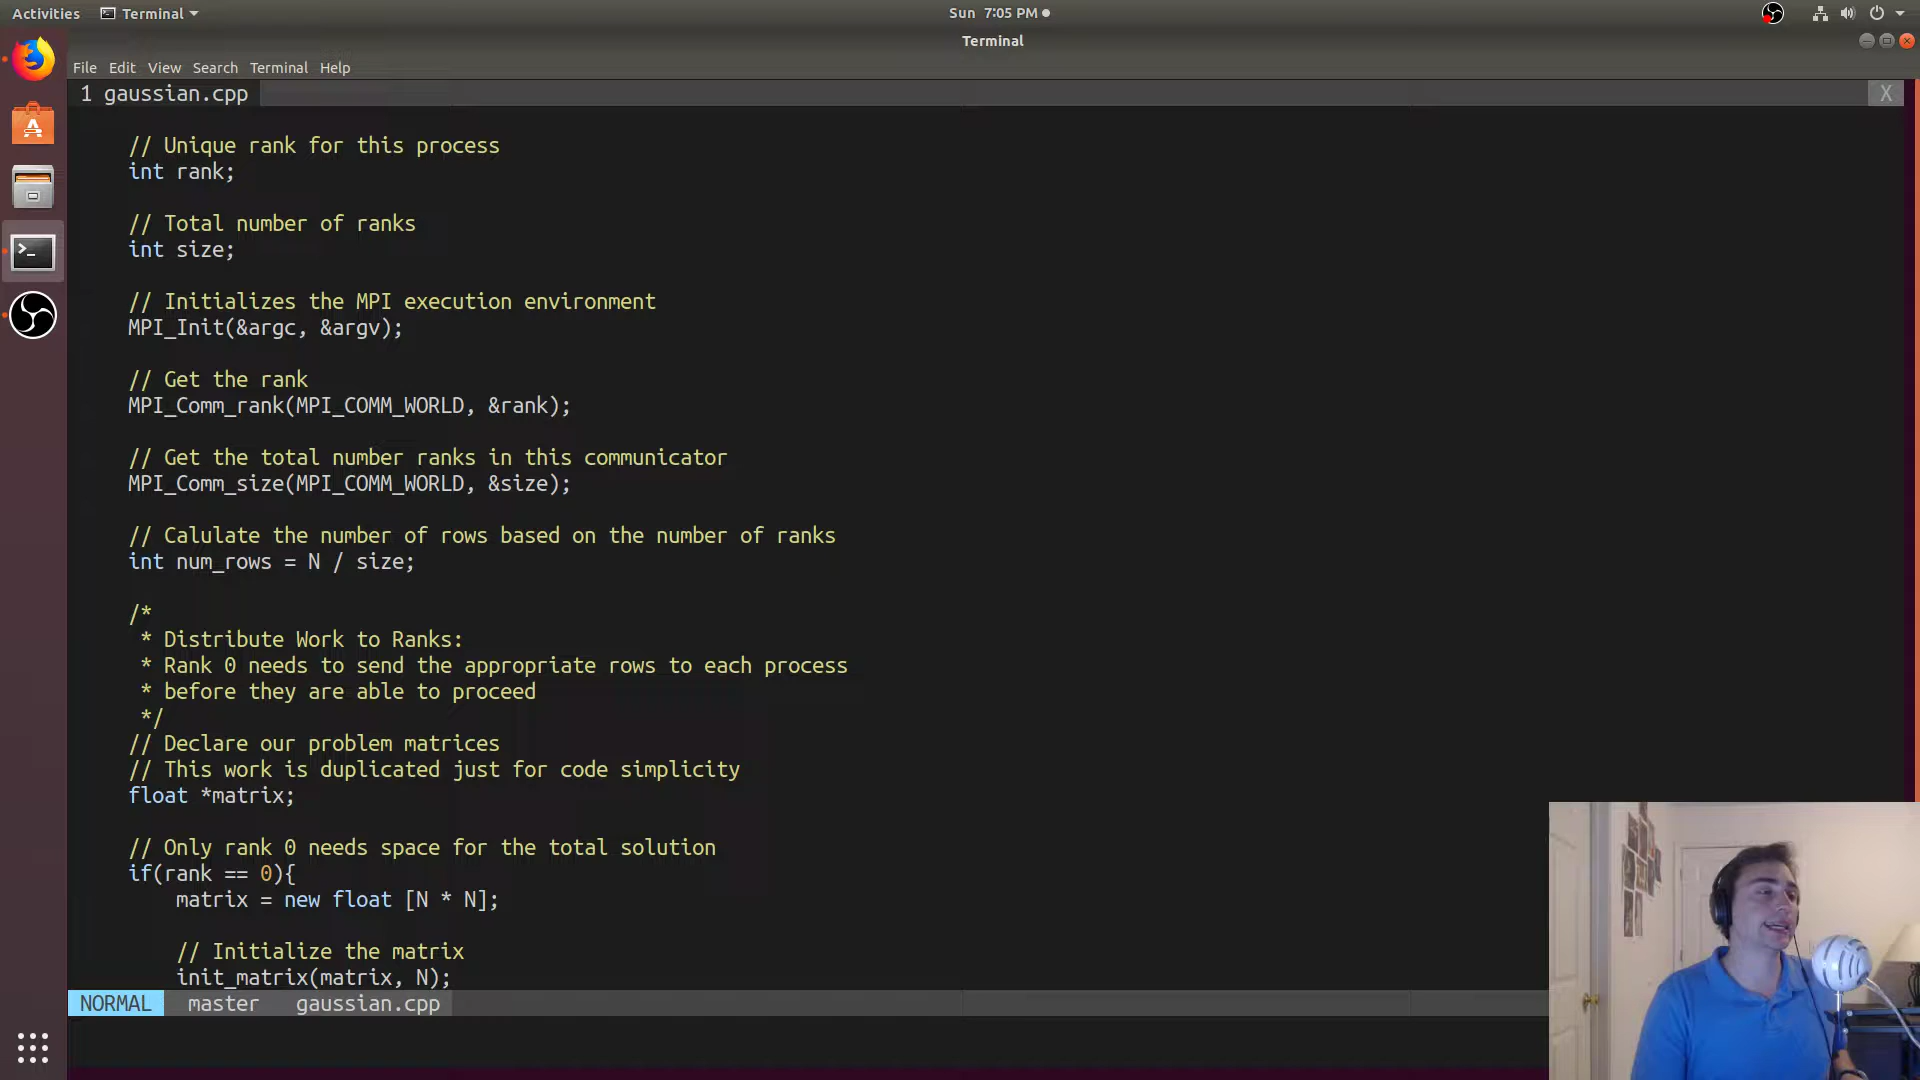 Activities Terminal Sun 7:05 PM
Terminal
File Edit View Search Terminal Help
1 gaussian.cpp X
// Unique rank for this process
int rank;
// Total number of ranks
int size;
// Initializes the MPI execution environment
MPI_Init(&argc, &argv);
// Get the rank
MPI_Comm_rank(MPI_COMM_WORLD, &rank);
// Get the total number ranks in this communicator
MPI_Comm_size(MPI_COMM_WORLD, &size);
// Calulate the number of rows based on the number of ranks
int num_rows = N / size;
/*
* Distribute Work to Ranks:
* Rank 0 needs to send the appropriate rows to each process
* before they are able to proceed
*/
// Declare our problem matrices
// This work is duplicated just for code simplicity
float *matrix;
// Only rank 0 needs space for the total solution
if(rank == 0){
matrix = new float [N * N];
// Initialize the matrix
init_matrix(matrix, N);
NORMAL master gaussian.cpp